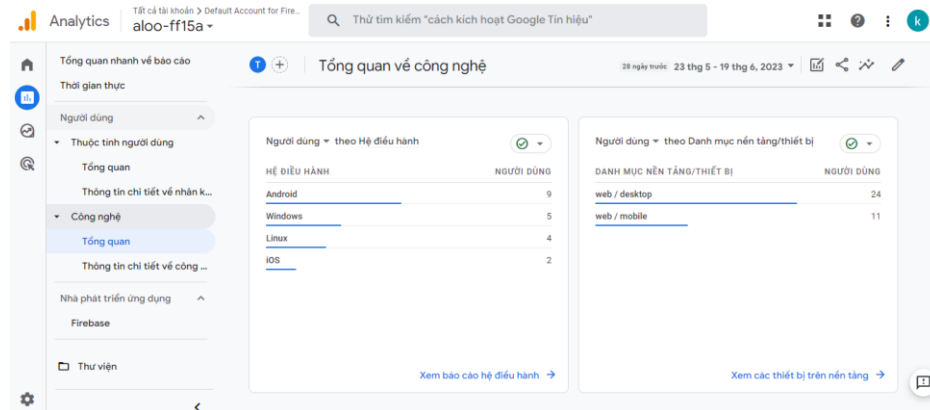 Analytics
Tất cả tài khoản > Default Account for Fire...
aloo-ff15a
Thử tìm kiếm "cách kích hoạt Google Tín hiệu"
k
Tổng quan nhanh về báo cáo
Thời gian thực
Người dùng
Thuộc tính người dùng
Tổng quan
Thông tin chi tiết về nhân k...
Công nghệ
Tổng quan
Thông tin chi tiết về công ...
Nhà phát triển ứng dụng
Firebase
Thư viện
T
Tổng quan về công nghệ
28 ngày trước 23 thg 5 - 19 thg 6, 2023
Người dùng theo Hệ điều hành
HỆ ĐIỀU HÀNH NGƯỜI DÙNG
Android 9
Windows 5
Linux 4
iOS 2
Xem báo cáo hệ điều hành →
Người dùng theo Danh mục nền tảng/thiết bị
DANH MỤC NỀN TẢNG/THIẾT BỊ NGƯỜI DÙNG
web / desktop 24
web / mobile 11
Xem các thiết bị trên nền tảng →